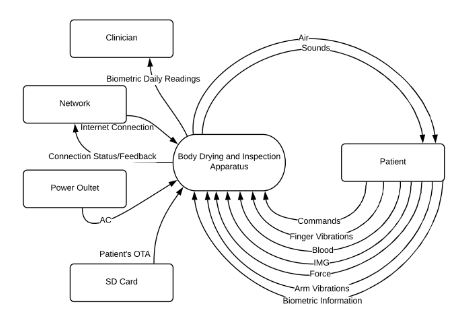 Clinician
Air
Sounds
Biometric Daily Readings
Network
Internet Connection
Connection Status/Feedback
Body Drying and Inspection
Apparatus
Patient
Power Oultet
AC
Commands
Finger Vibrations
Blood
Patient's OTA
IMG
Force
SD Card
Arm Vibrations
Biometric Information